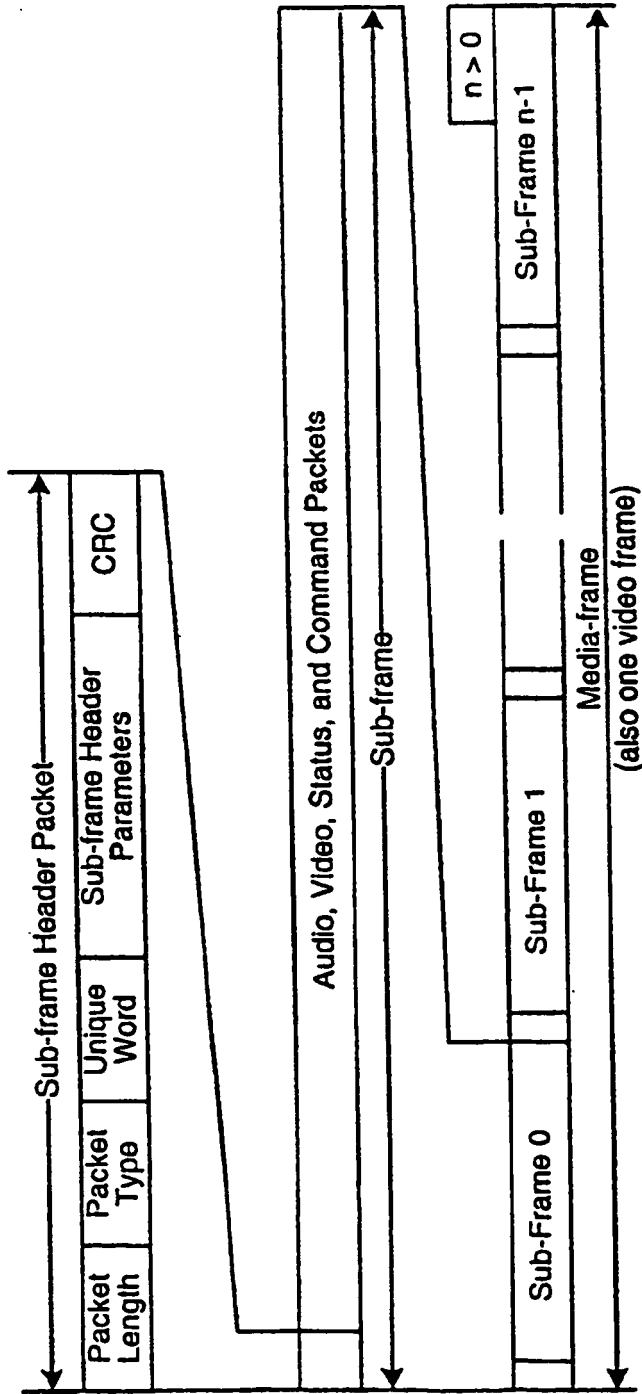 Sub-frame Header Packet
Packet
Length
Packet
Type
Unique
Word
Sub-frame Header
Parameters
CRC
Audio, Video, Status, and Command Packets
Sub-frame
n > 0
Sub-Frame 0
Sub-Frame 1
Sub-Frame n-1
Media-frame
(also one video frame)